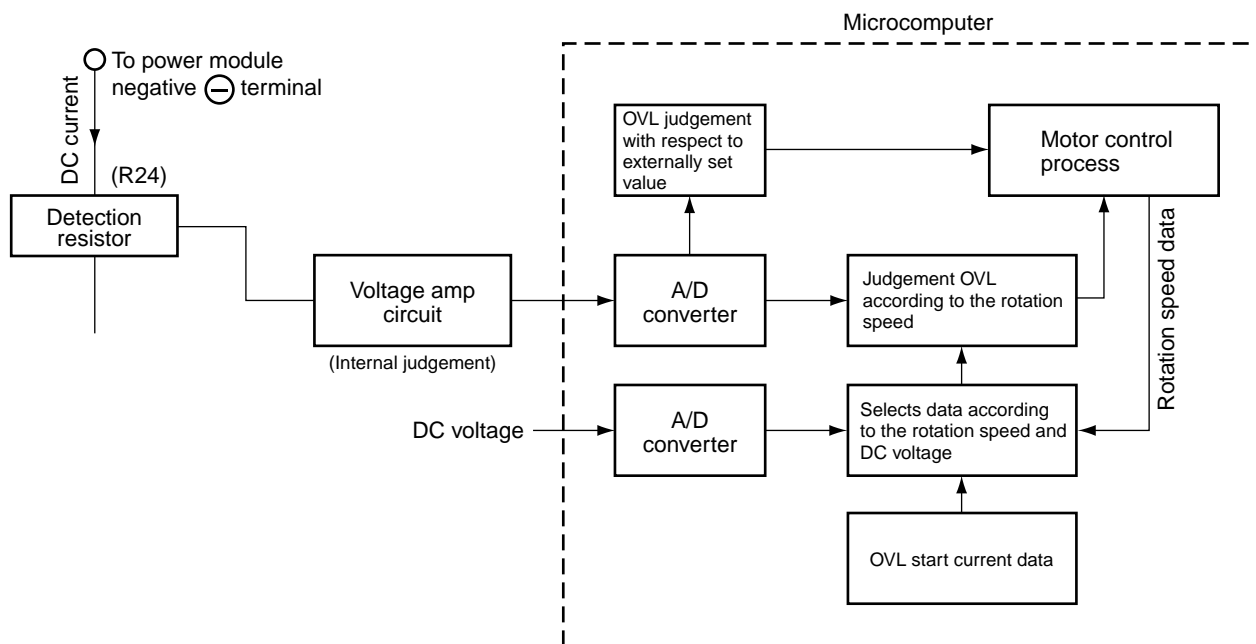 Microcomputer
To power module
negative ⊖ terminal
DC current
(R24)
Detection
resistor
Voltage amp
circuit
(Internal judgement)
DC voltage
OVL judgement
with respect to
externally set
value
Motor control
process
A/D
converter
Judgement OVL
according to the rotation
speed
Rotation speed data
A/D
converter
Selects data according
to the rotation speed and
DC voltage
OVL start current data